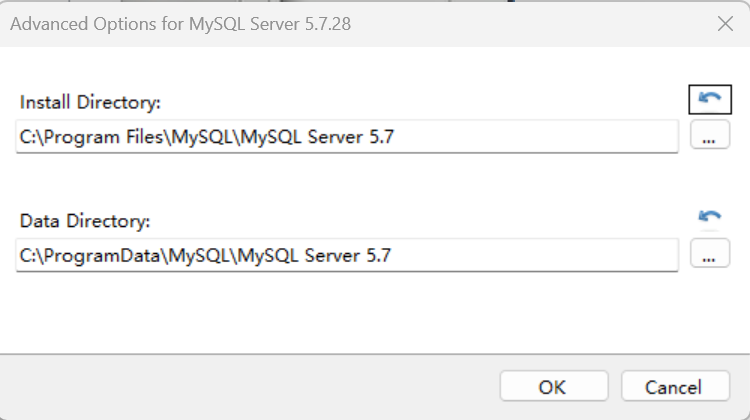 Advanced Options for MySQL Server 5.7.28
Install Directory:
C:\Program Files\MySQL\MySQL Server 5.7
...
Data Directory:
C:\ProgramData\MySQL\MySQL Server 5.7
...
OK
Cancel